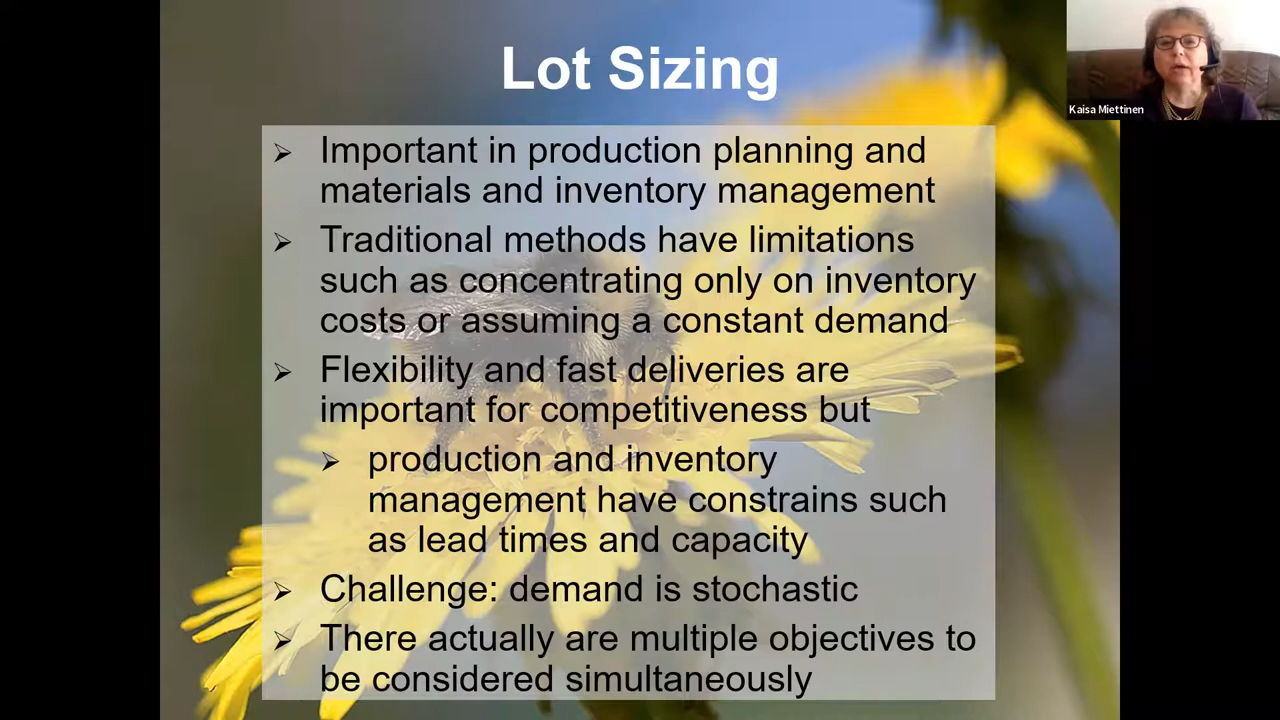 Lot Sizing
Kaisa Miettinen
➢ Important in production planning and
materials and inventory management
➢ Traditional methods have limitations
such as concentrating only on inventory
costs or assuming a constant demand
➢ Flexibility and fast deliveries are
important for competitiveness but
➢ production and inventory
management have constrains such
as lead times and capacity
➢ Challenge: demand is stochastic
➢ There actually are multiple objectives to
be considered simultaneously